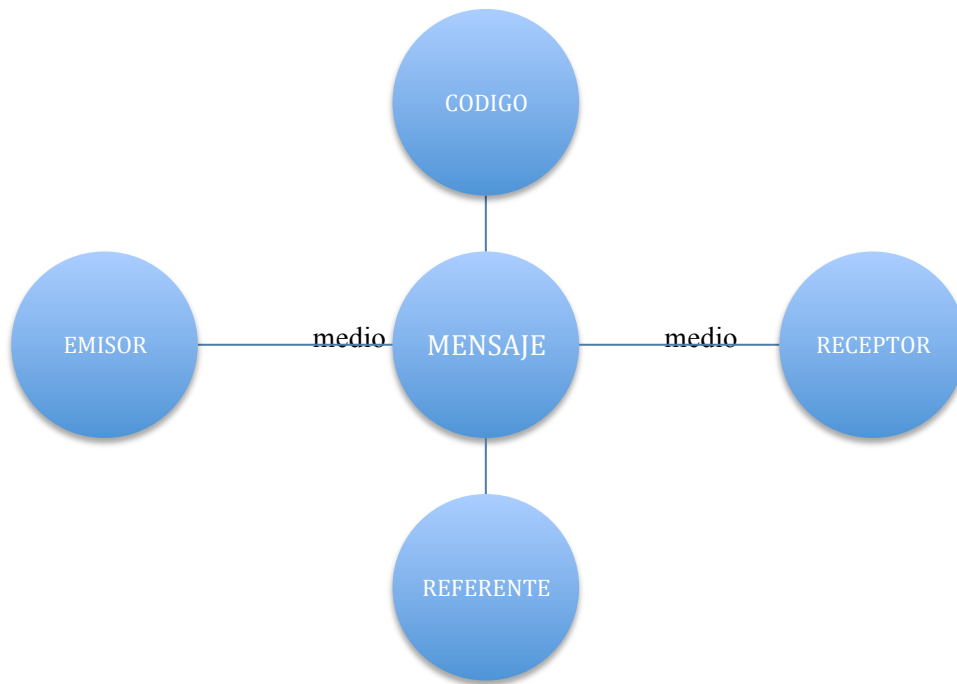 CODIGO
EMISOR
medio
MENSAJE
medio
RECEPTOR
REFERENTE